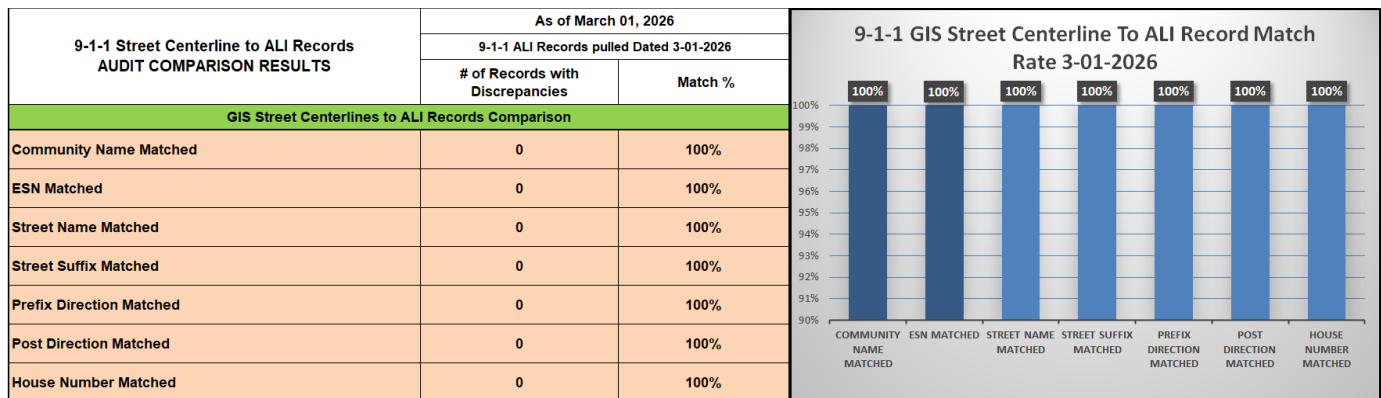 9-1-1 Street Centerline to ALI Records
AUDIT COMPARISON RESULTS
As of March 01, 2026
9-1-1 ALI Records pulled Dated 3-01-2026
# of Records with
Discrepancies
Match %
GIS Street Centerlines to ALI Records Comparison
Community Name Matched 0 100%
ESN Matched 0 100%
Street Name Matched 0 100%
Street Suffix Matched 0 100%
Prefix Direction Matched 0 100%
Post Direction Matched 0 100%
House Number Matched 0 100%
9-1-1 GIS Street Centerline To ALI Record Match
Rate 3-01-2026
100% 100% 100% 100% 100% 100% 100%
100%
99%
98%
97%
96%
95%
94%
93%
92%
91%
90%
COMMUNITY
NAME
MATCHED
ESN MATCHED
STREET NAME
MATCHED
STREET SUFFIX
MATCHED
PREFIX
DIRECTION
MATCHED
POST
DIRECTION
MATCHED
HOUSE
NUMBER
MATCHED